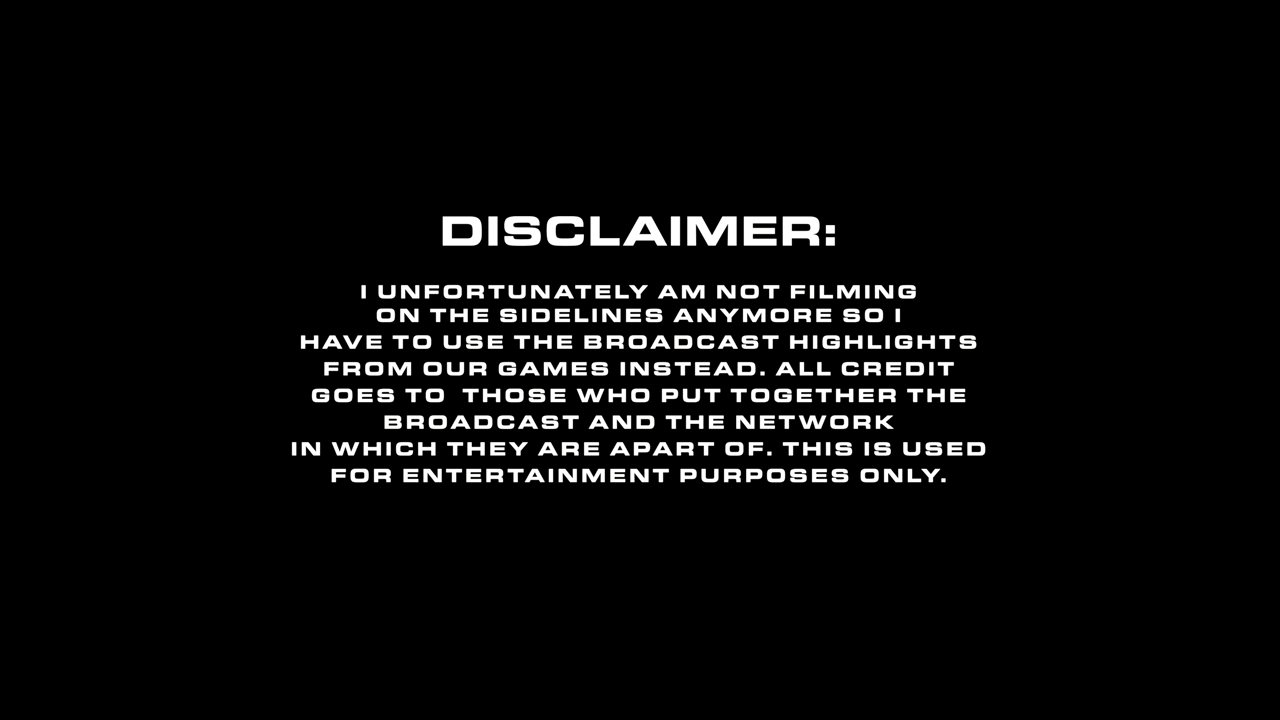 DISCLAIMER:
I UNFORTUNATELY AM NOT FILMING
ON THE SIDELINES ANYMORE SO I
HAVE TO USE THE BROADCAST HIGHLIGHTS
FROM OUR GAMES INSTEAD. ALL CREDIT
GOES TO  THOSE WHO PUT TOGETHER THE
BROADCAST AND THE NETWORK
IN WHICH THEY ARE APART OF. THIS IS USED
FOR ENTERTAINMENT PURPOSES ONLY.